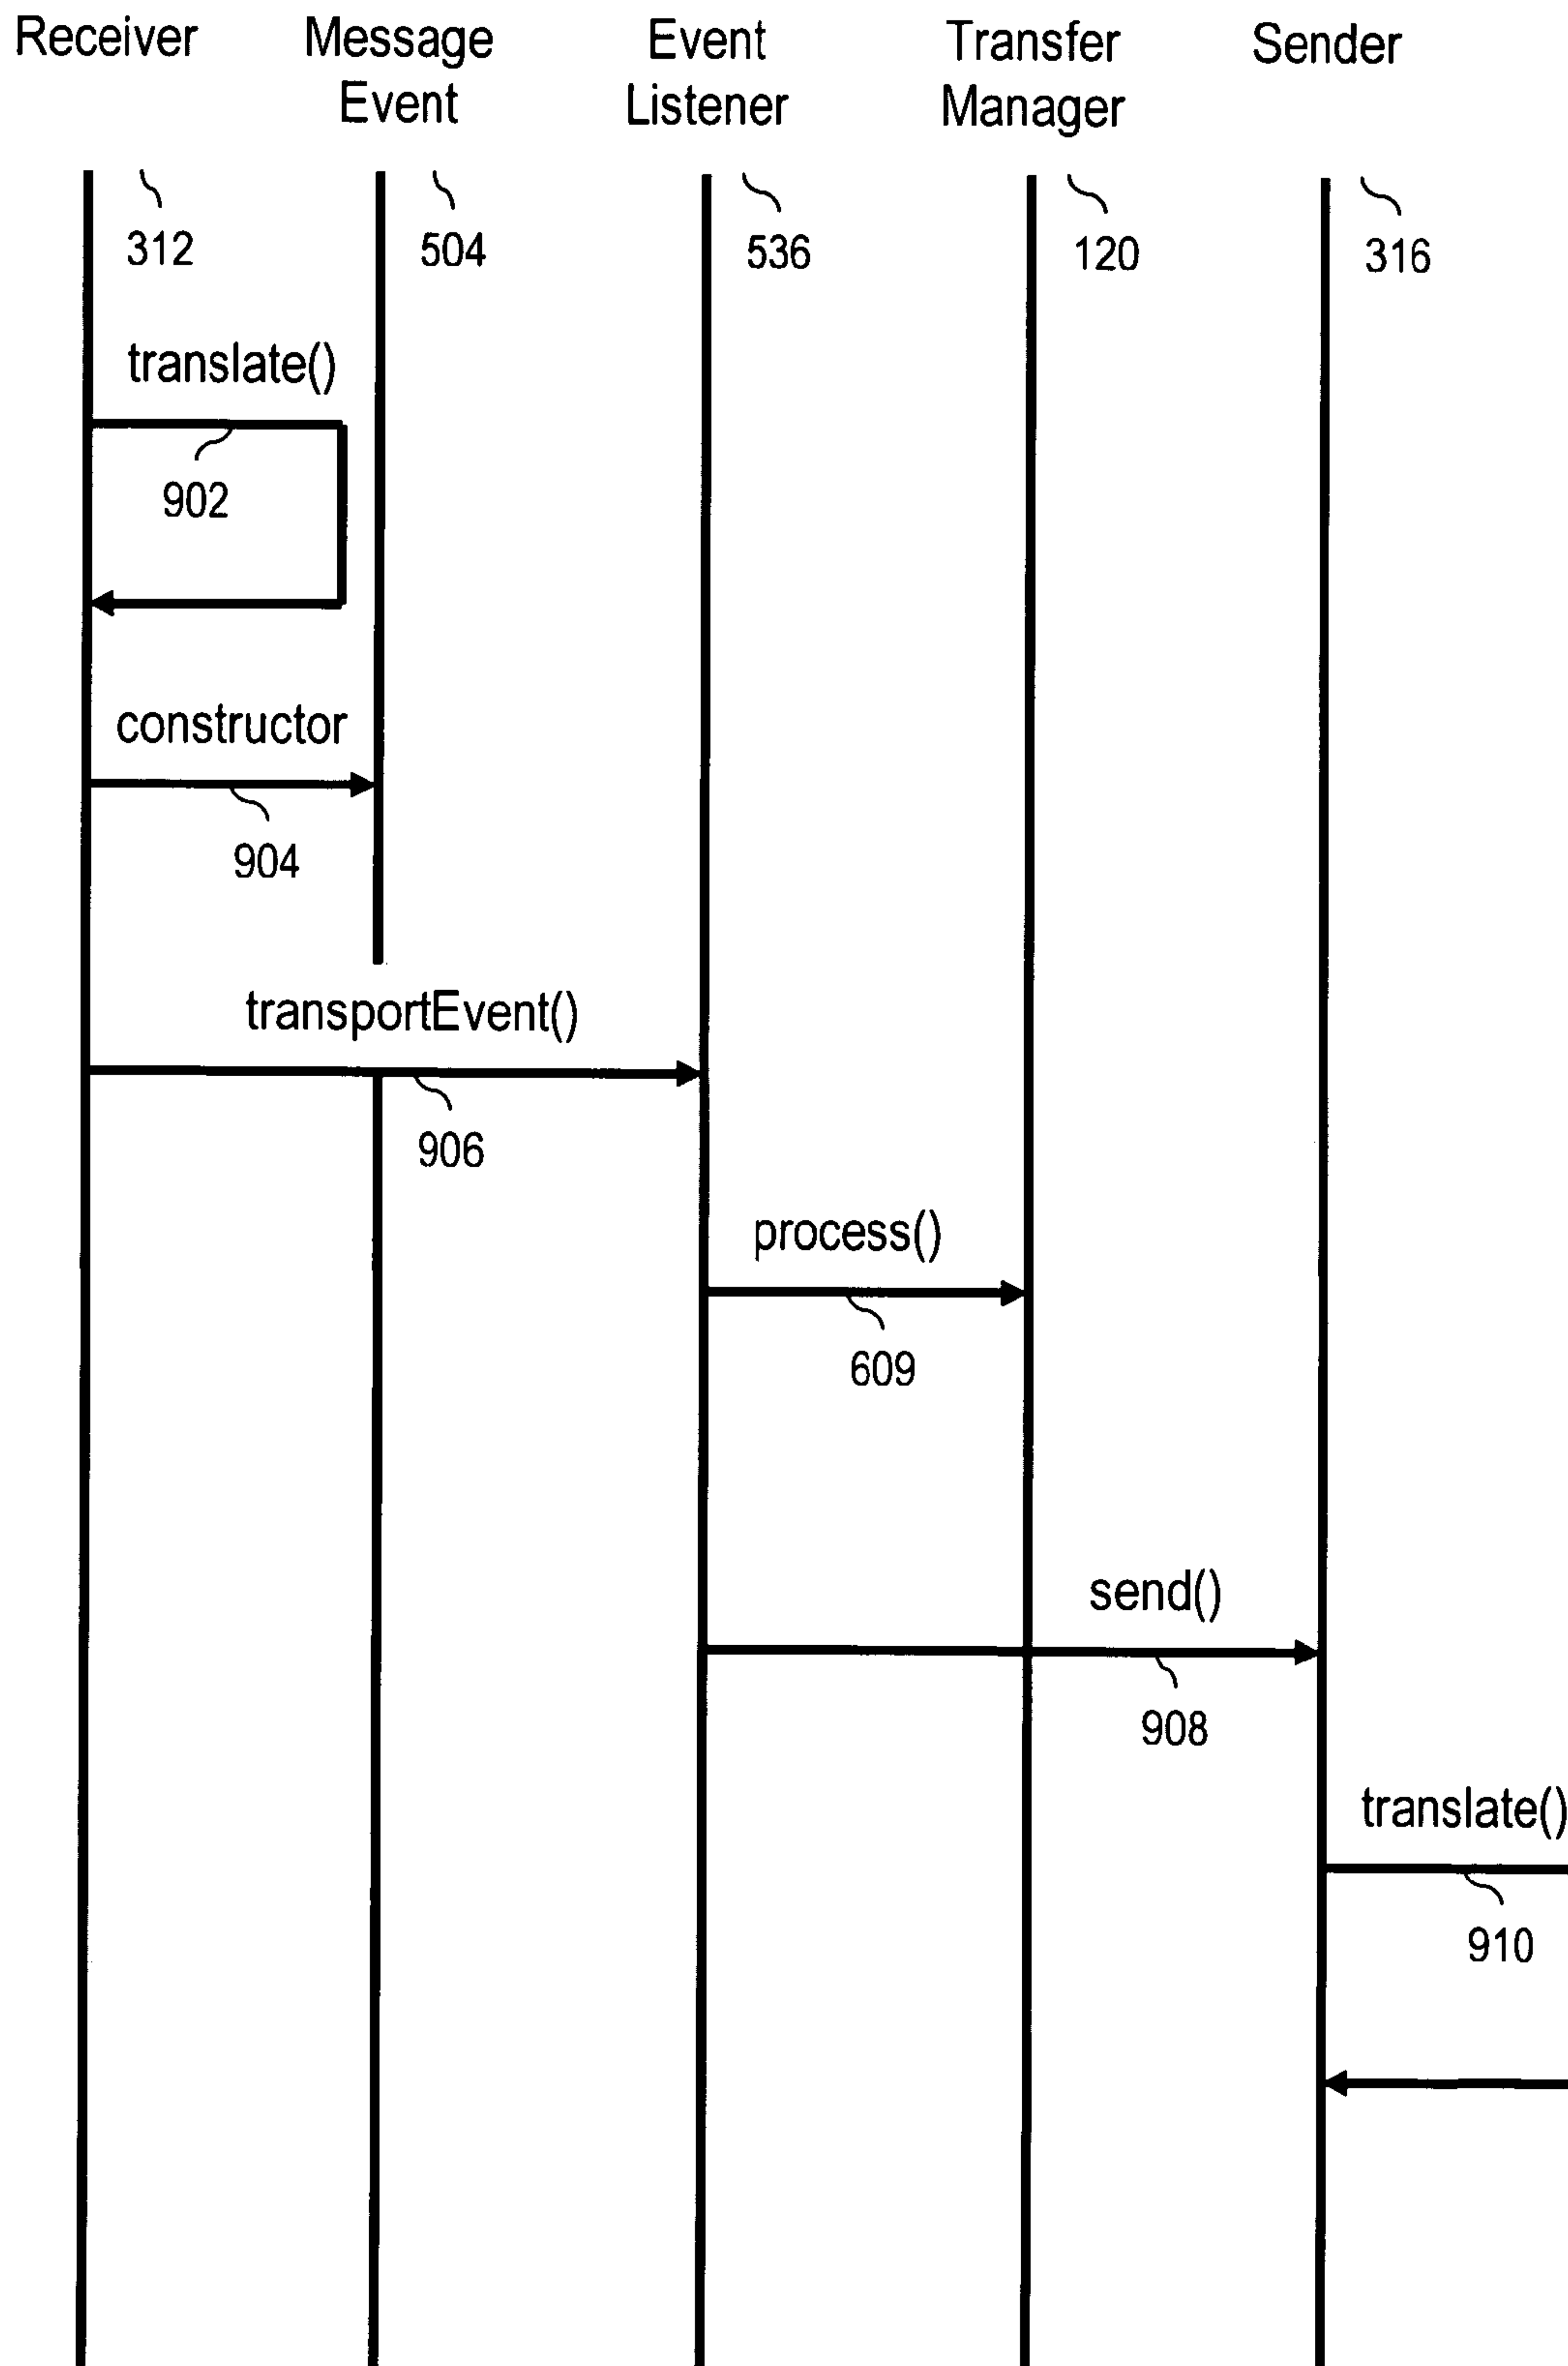 Receiver
Message
Event
Event
Listener
Transfer
Manager
Sender
312
504
536
120
316
translate()
902
constructor
904
transportEvent()
906
process()
609
send()
908
translate()
910